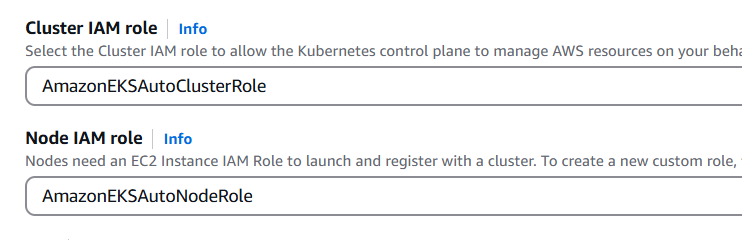 Cluster IAM role Info
Select the Cluster IAM role to allow the Kubernetes control plane to manage AWS resources on your
AmazonEKSAutoClusterRole
Node IAM role Info
Nodes need an EC2 Instance IAM Role to launch and register with a cluster. To create a new custom role,
AmazonEKSAutoNodeRole